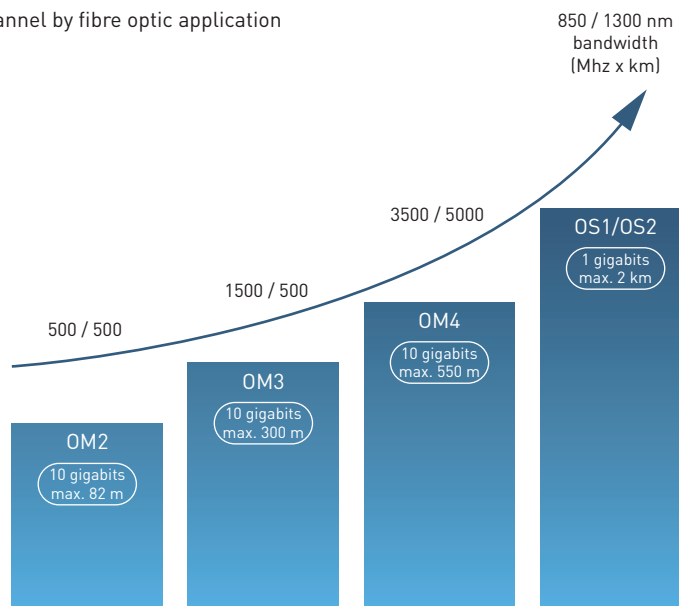 annel by fibre optic application
850 / 1300 nm
bandwidth
(Mhz x km)
3500 / 5000
1500 / 500
500 / 500
OS1/OS2
1 gigabits
max. 2 km
OM4
10 gigabits
max. 550 m
OM3
10 gigabits
max. 300 m
OM2
10 gigabits
max. 82 m